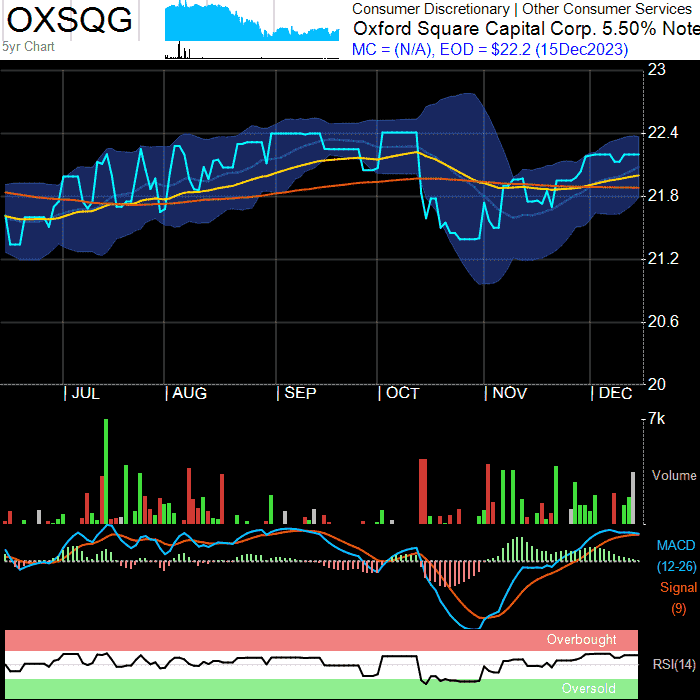 OXSQG
5yr Chart
Consumer Discretionary | Other Consumer Services
Oxford Square Capital Corp. 5.50% Note
MC = (N/A), EOD = $22.2 (15Dec2023)
23
22.4
21.8
21.2
20.6
20
| JUL | AUG | SEP | OCT | NOV | DEC
7k
Volume
MACD
(12-26)
Signal
(9)
Overbought
RSI(14)
Oversold